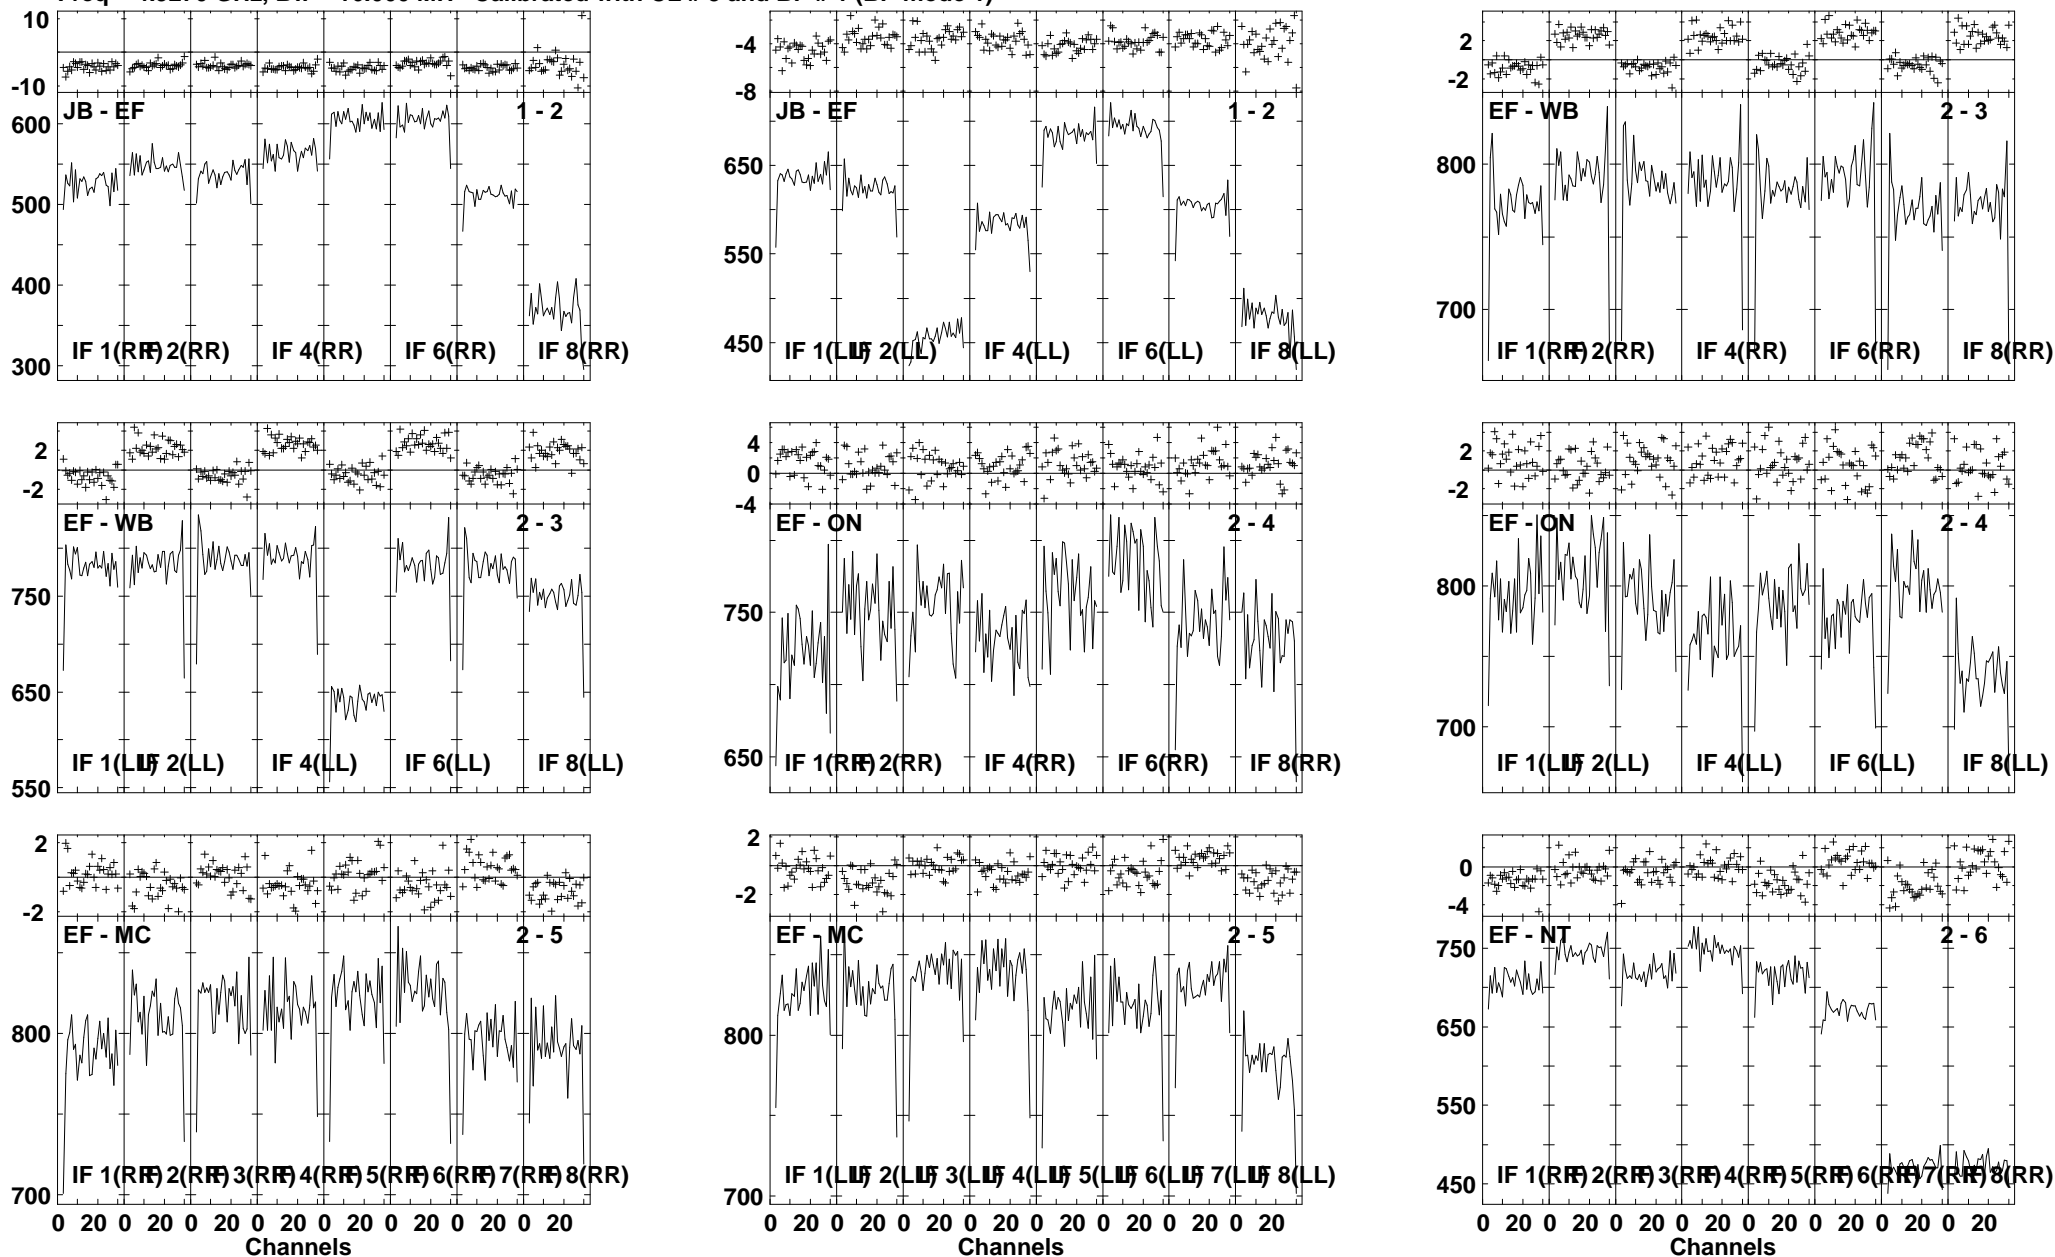 10
-10
JB - EF 1 - 2
600
500
400
300
IF 1(RR) IF 2(RR) IF 4(RR) IF 6(RR) IF 8(RR)
-4
-8
JB - EF 1 - 2
650
550
450
IF 1(LL) IF 2(LL) IF 4(LL) IF 6(LL) IF 8(LL)
2
-2
EF - WB 2 - 3
800
700
IF 1(RR) IF 2(RR) IF 4(RR) IF 6(RR) IF 8(RR)
2
-2
EF - WB 2 - 3
750
650
550
IF 1(LL) IF 2(LL) IF 4(LL) IF 6(LL) IF 8(LL)
4
0
-4
EF - ON 2 - 4
750
650
IF 1(RR) IF 2(RR) IF 4(RR) IF 6(RR) IF 8(RR)
2
-2
EF - ON 2 - 4
800
700
IF 1(LL) IF 2(LL) IF 4(LL) IF 6(LL) IF 8(LL)
2
-2
EF - MC 2 - 5
800
700
IF 1(RR) IF 2(RR) IF 3(RR) IF 4(RR) IF 5(RR) IF 6(RR) IF 7(RR) IF 8(RR)
0 20 0 20 0 20 0 20 0 20 0 20 0 20 0 20
Channels
2
-2
EF - MC 2 - 5
800
700
IF 1(LL) IF 2(LL) IF 3(LL) IF 4(LL) IF 5(LL) IF 6(LL) IF 7(LL) IF 8(LL)
0 20 0 20 0 20 0 20 0 20 0 20 0 20 0 20
Channels
0
-4
EF - NT 2 - 6
750
650
550
450
IF 1(RR) IF 2(RR) IF 3(RR) IF 4(RR) IF 5(RR) IF 6(RR) IF 7(RR) IF 8(RR)
0 20 0 20 0 20 0 20 0 20 0 20 0 20 0 20
Channels